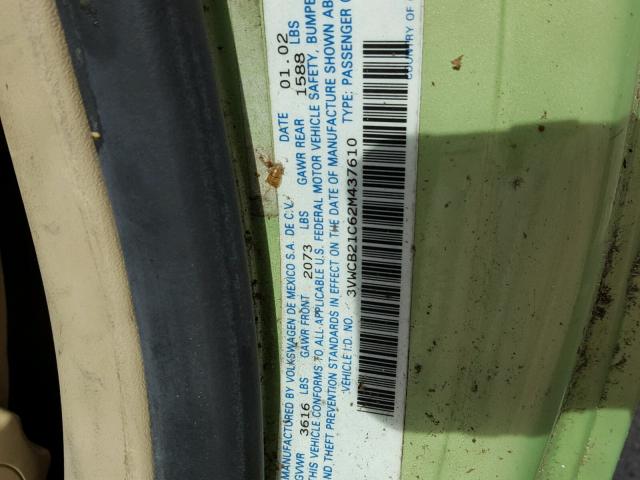 MANUFACTURED BY VOLKSWAGEN DE MEXICO S.A. DE C.V. DATE 01.02
GVWR 3616 LBS GAWR FRONT 2073 LBS GAWR REAR 1588 LBS
THIS VEHICLE CONFORMS TO ALL APPLICABLE U.S. FEDERAL MOTOR VEHICLE SAFETY, BUMPE
AND THEFT PREVENTION STANDARDS IN EFFECT ON THE DATE OF MANUFACTURE SHOWN AB
VEHICLE I.D. NO. 3VWCB21C62M437610 TYPE: PASSENGER
COUNTRY OF